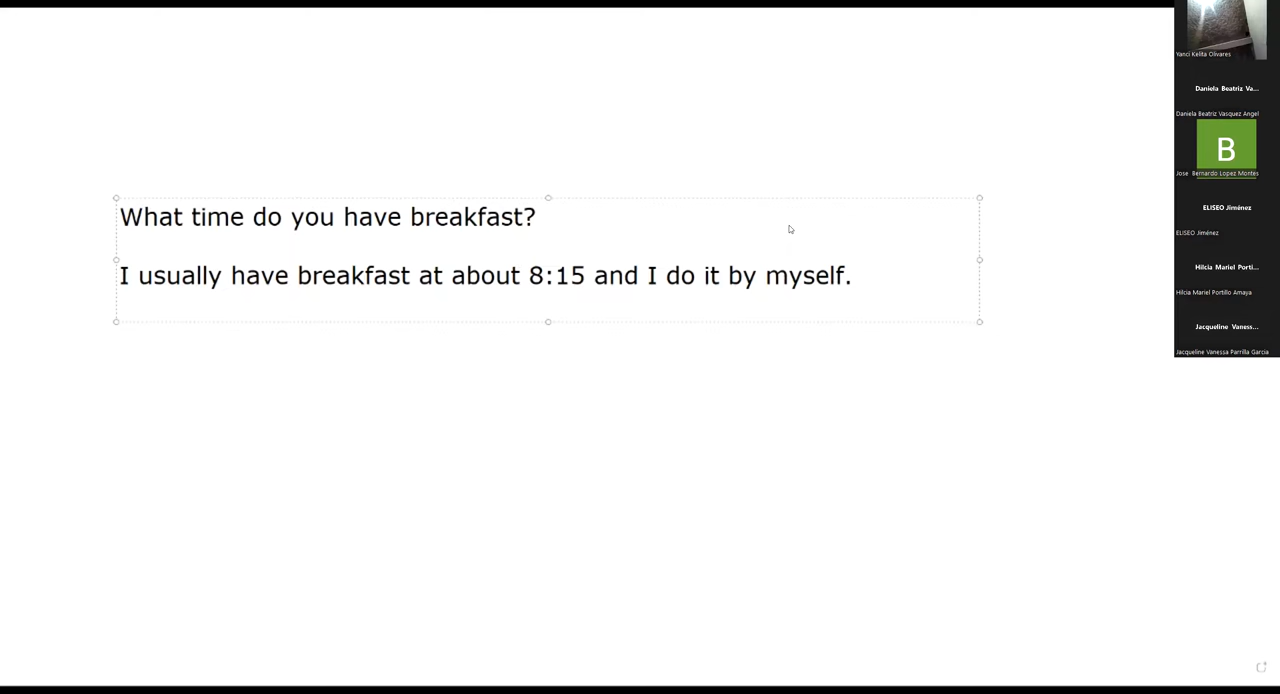 What time do you have breakfast?
I usually have breakfast at about 8:15 and I do it by myself.
Yanci Kelita Olivares
Daniela Beatriz Va...
Daniela Beatriz Vasquez Angel
B
Jose Bernardo Lopez Montes
ELISEO Jiménez
ELISEO Jiménez
Hilcia Mariel Porti...
Hilcia Mariel Portillo Amaya
Jacqueline Vaness...
Jacqueline Vanessa Parrilla Garcia